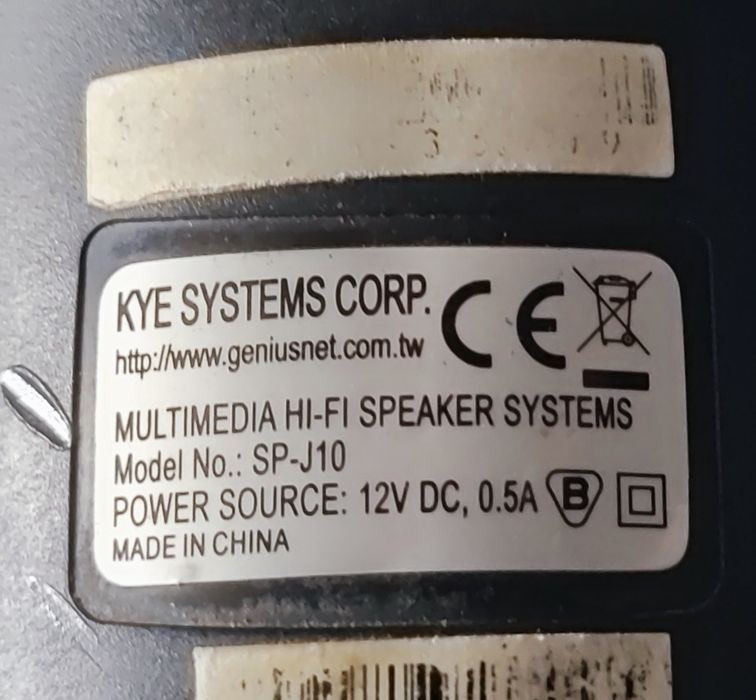 KYE SYSTEMS CORP.
http://www.geniusnet.com.tw
CE
MULTIMEDIA HI-FI SPEAKER SYSTEMS
Model No.: SP-J10
POWER SOURCE: 12V DC, 0.5A B
MADE IN CHINA